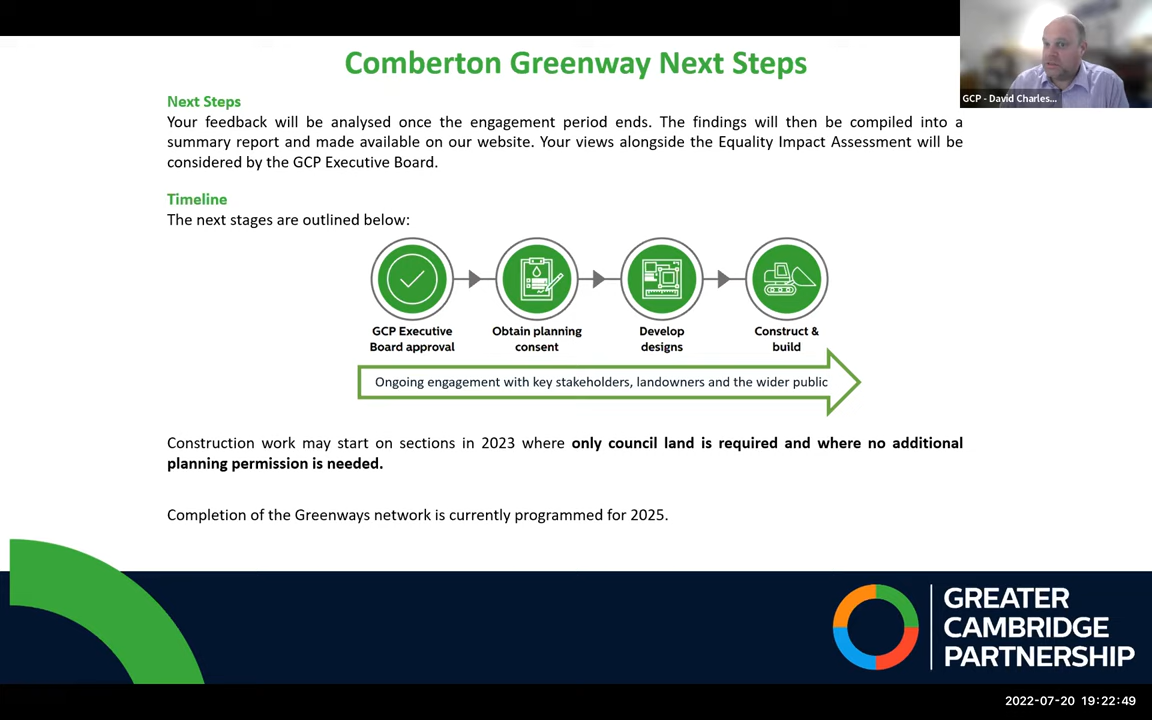 Comberton Greenway Next Steps
GCP - David Charles...
Next Steps
Your feedback will be analysed once the engagement period ends. The findings will then be compiled into a
summary report and made available on our website. Your views alongside the Equality Impact Assessment will be
considered by the GCP Executive Board.
Timeline
The next stages are outlined below:
GCP Executive
Board approval
Obtain planning
consent
Develop
designs
Construct &
build
Ongoing engagement with key stakeholders, landowners and the wider public
Construction work may start on sections in 2023 where only council land is required and where no additional
planning permission is needed.
Completion of the Greenways network is currently programmed for 2025.
GREATER
CAMBRIDGE
PARTNERSHIP
2022-07-20 19:22:49